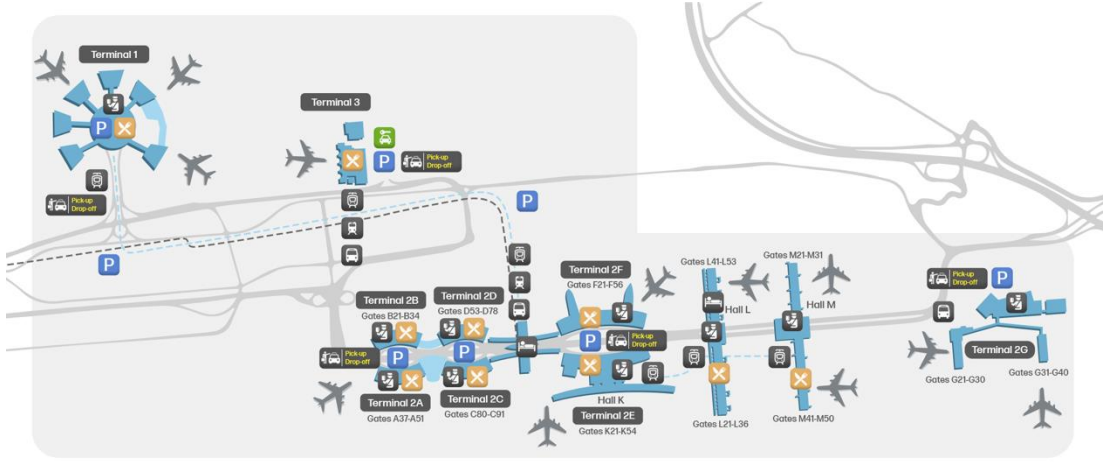 Terminal 1
P
Pick-up
Drop-off
P
Terminal 3
P
Pick-up
Drop-off
P
Terminal 2B
Gates B21-B34
Terminal 2D
Gates D53-D78
Pick-up
Drop-off
P
P
Terminal 2A
Gates A37-A51
Terminal 2C
Gates C80-C91
Terminal 2F
Gates F21-F56
P
Pick-up
Drop-off
Hall K
Terminal 2E
Gates K21-K54
Gates L41-L53
Hall L
Gates L21-L36
Gates M21-M31
Hall M
Gates M41-M50
Pick-up
Drop-off
P
Terminal 2G
Gates G21-G30
Gates G31-G40